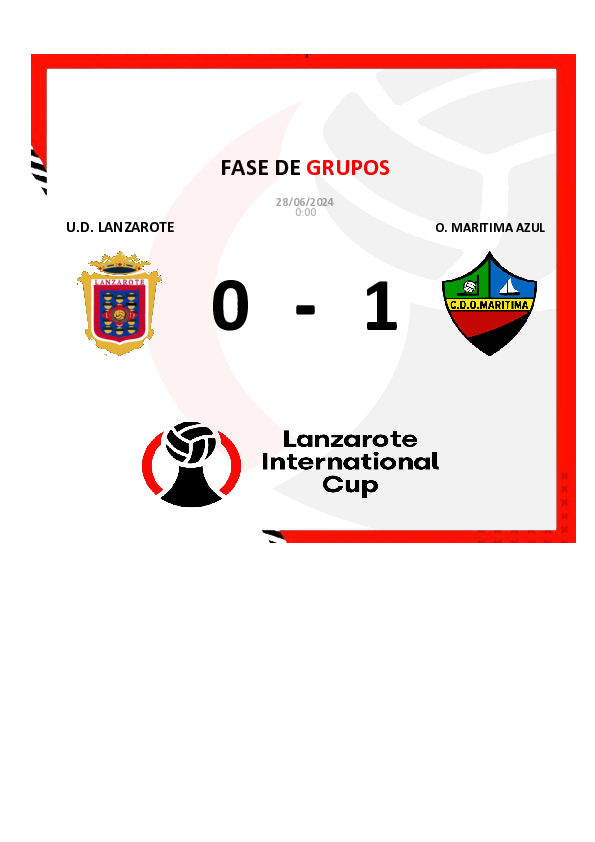 FASE DE GRUPOS
28/06/2024
0:00
U.D. LANZAROTE
O. MARITIMA AZUL
LANZAROTE
C.D.O.MARITIMA
0 - 1
Lanzarote
International
Cup